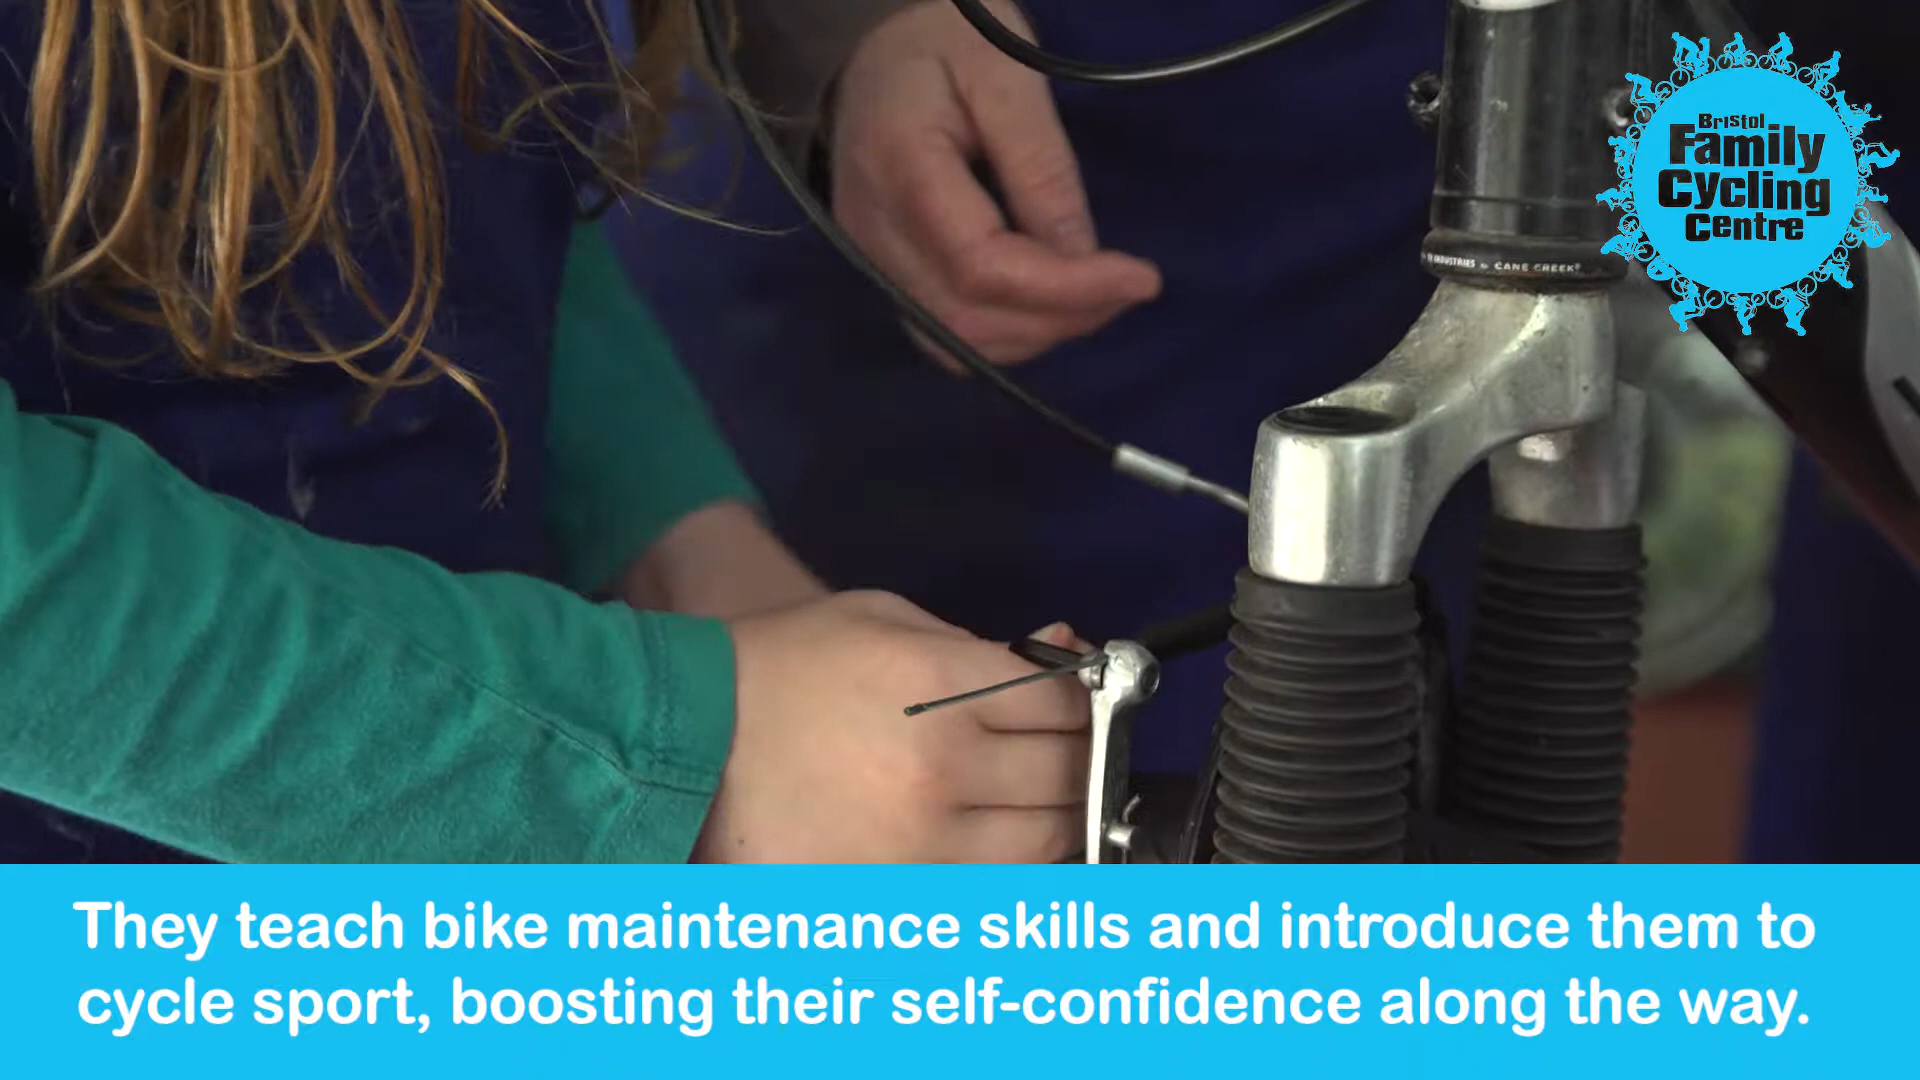 Bristol
Family
Cycling
Centre
INDUSTRIES
CANE CREEK
They teach bike maintenance skills and introduce them to
cycle sport, boosting their self-confidence along the way.